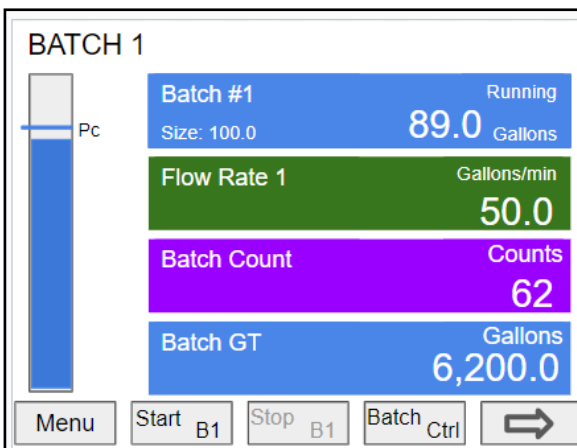 BATCH 1
Pc
Batch #1 Running
Size: 100.0 89.0 Gallons
Flow Rate 1 Gallons/min
50.0
Batch Count Counts
62
Batch GT Gallons
6,200.0
Menu
Start B1
Stop B1
Batch Ctrl